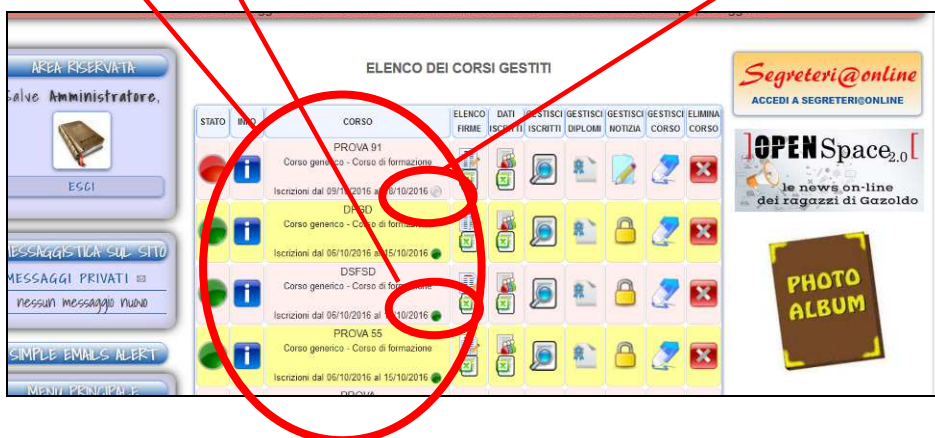 AREA RISERVATA
Salve Amministratore,
ESCI
MESSAGGISTICA SUL SITO
MESSAGGI PRIVATI
nessun messaggio nuovo
SIMPLE EMAILS ALERT
MENU PRINCIPALE
ELENCO DEI CORSI GESTITI
STATO INFO CORSO ELENCO FIRME DATI ISCRITTI GESTISCI ISCRITTI GESTISCI DIPLOMI GESTISCI NOTIZIA GESTISCI CORSO ELIMINA CORSO
PROVA 91
Corso generico - Corso di formazione
Iscrizioni dal 09/10/2016 al 18/10/2016
DFGD
Corso generico - Corso di formazione
Iscrizioni dal 06/10/2016 al 15/10/2016
DSFSD
Corso generico - Corso di formazione
Iscrizioni dal 06/10/2016 al /10/2016
PROVA 55
Corso generico - Corso di formazione
Iscrizioni dal 06/10/2016 al 15/10/2016
PROVA
Segreteri@online
ACCEDI A SEGRETERI@ONLINE
]OPEN Space2.0[
le news on-line
dei ragazzi di Gazoldo
PHOTO
ALBUM